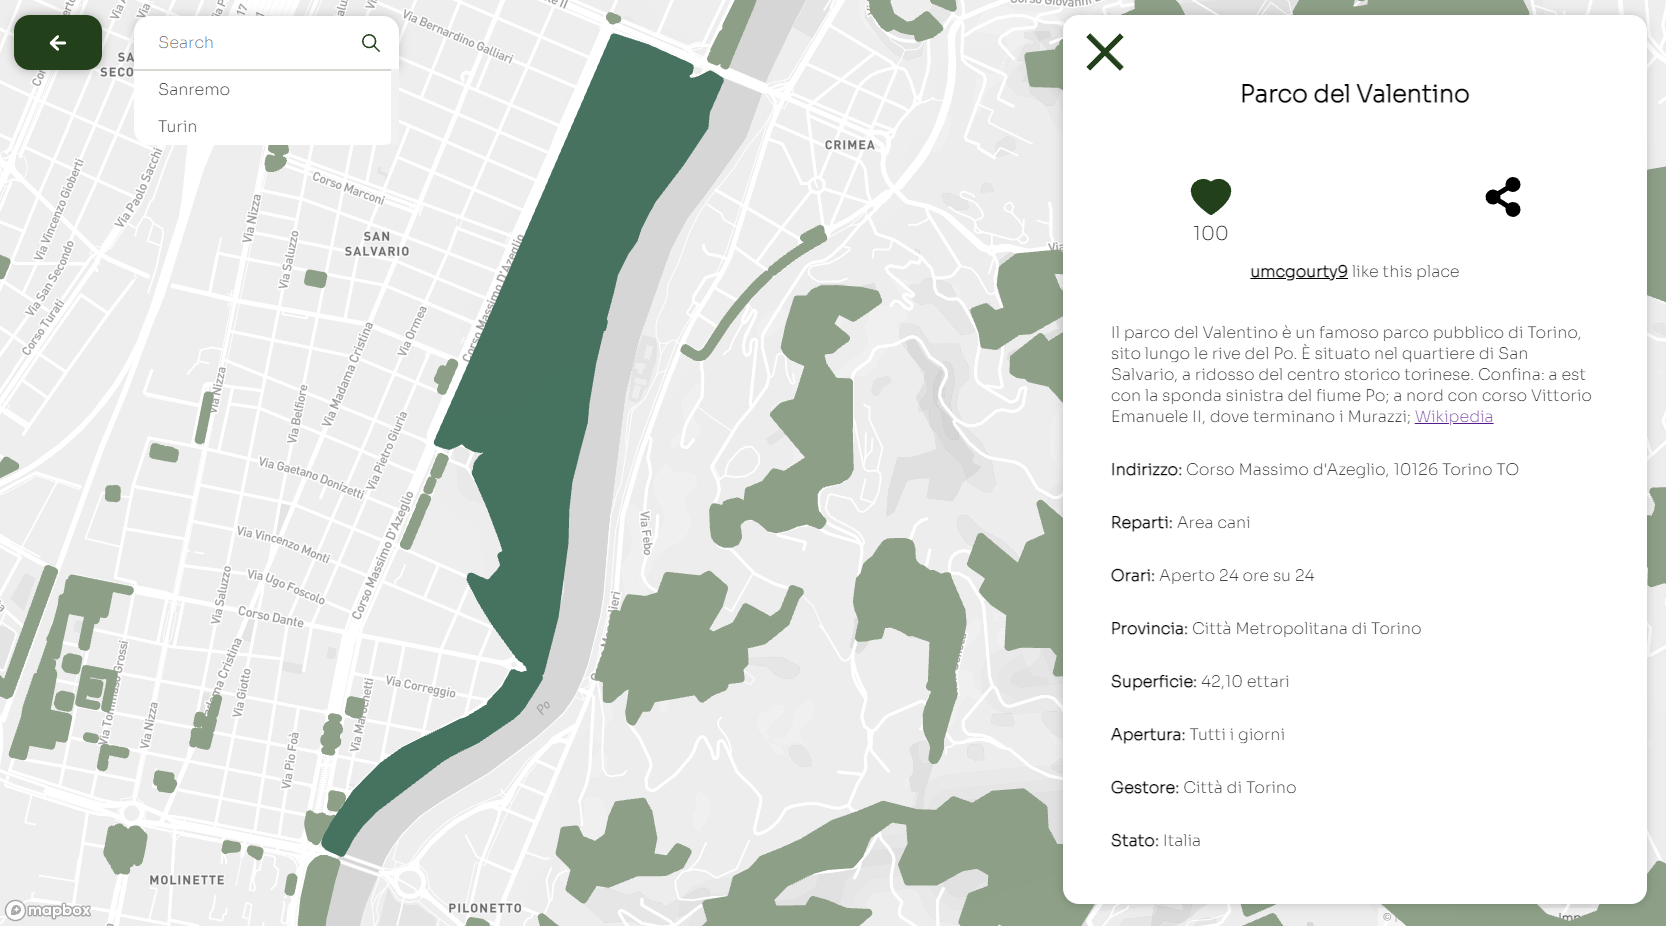 Search
Sanremo
Turin
Parco del Valentino
100
umcgourty9 like this place
Il parco del Valentino è un famoso parco pubblico di Torino,
sito lungo le rive del Po. È situato nel quartiere di San
Salvario, a ridosso del centro storico torinese. Confina: a est
con la sponda sinistra del fiume Po; a nord con corso Vittorio
Emanuele II, dove terminano i Murazzi; Wikipedia
Indirizzo: Corso Massimo d'Azeglio, 10126 Torino TO
Reparti: Area cani
Orari: Aperto 24 ore su 24
Provincia: Città Metropolitana di Torino
Superficie: 42,10 ettari
Apertura: Tutti i giorni
Gestore: Città di Torino
Stato: Italia
Via Bernardino Galliari
CRIMEA
Via Vincenzo Gioberti
Via Paolo Sacchi
Corso Marconi
Via Nizza
Via Saluzzo
SAN
SALVARIO
Via San Secondo
Corso Turati
Corso Massimo D'Azeglio
Via Ormea
Via Madama Cristina
Via Nizza
Via Belfiore
Via Pietro Giuria
Via Gaetano Donizetti
Corso Massimo D'Azeglio
Via Vincenzo Monti
Via Febo
Via Ugo Foscolo
Via Saluzzo
Corso Dante
Via Tommaso Grossi
Cristina
Via Giotto
Via Correggio
Via Marochetti
Via Nizza
Via Pio Foà
Po
MOLINETTE
PILONETTO
mapbox